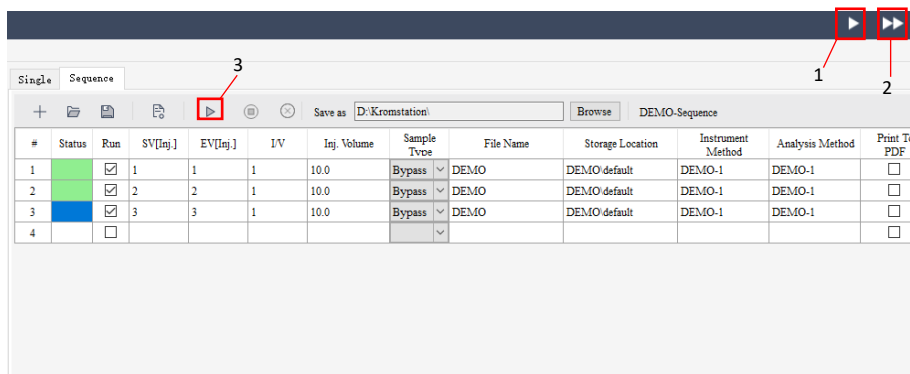 1
2
3
Single Sequence
Save as D:\Kromstation\ Browse DEMO-Sequence
# Status Run SV[Inj.] EV[Inj.] I/V Inj. Volume Sample Type File Name Storage Location Instrument Method Analysis Method Print To PDF
1 1 1 1 10.0 Bypass DEMO DEMO\default DEMO-1 DEMO-1
2 2 2 1 10.0 Bypass DEMO DEMO\default DEMO-1 DEMO-1
3 3 3 1 10.0 Bypass DEMO DEMO\default DEMO-1 DEMO-1
4